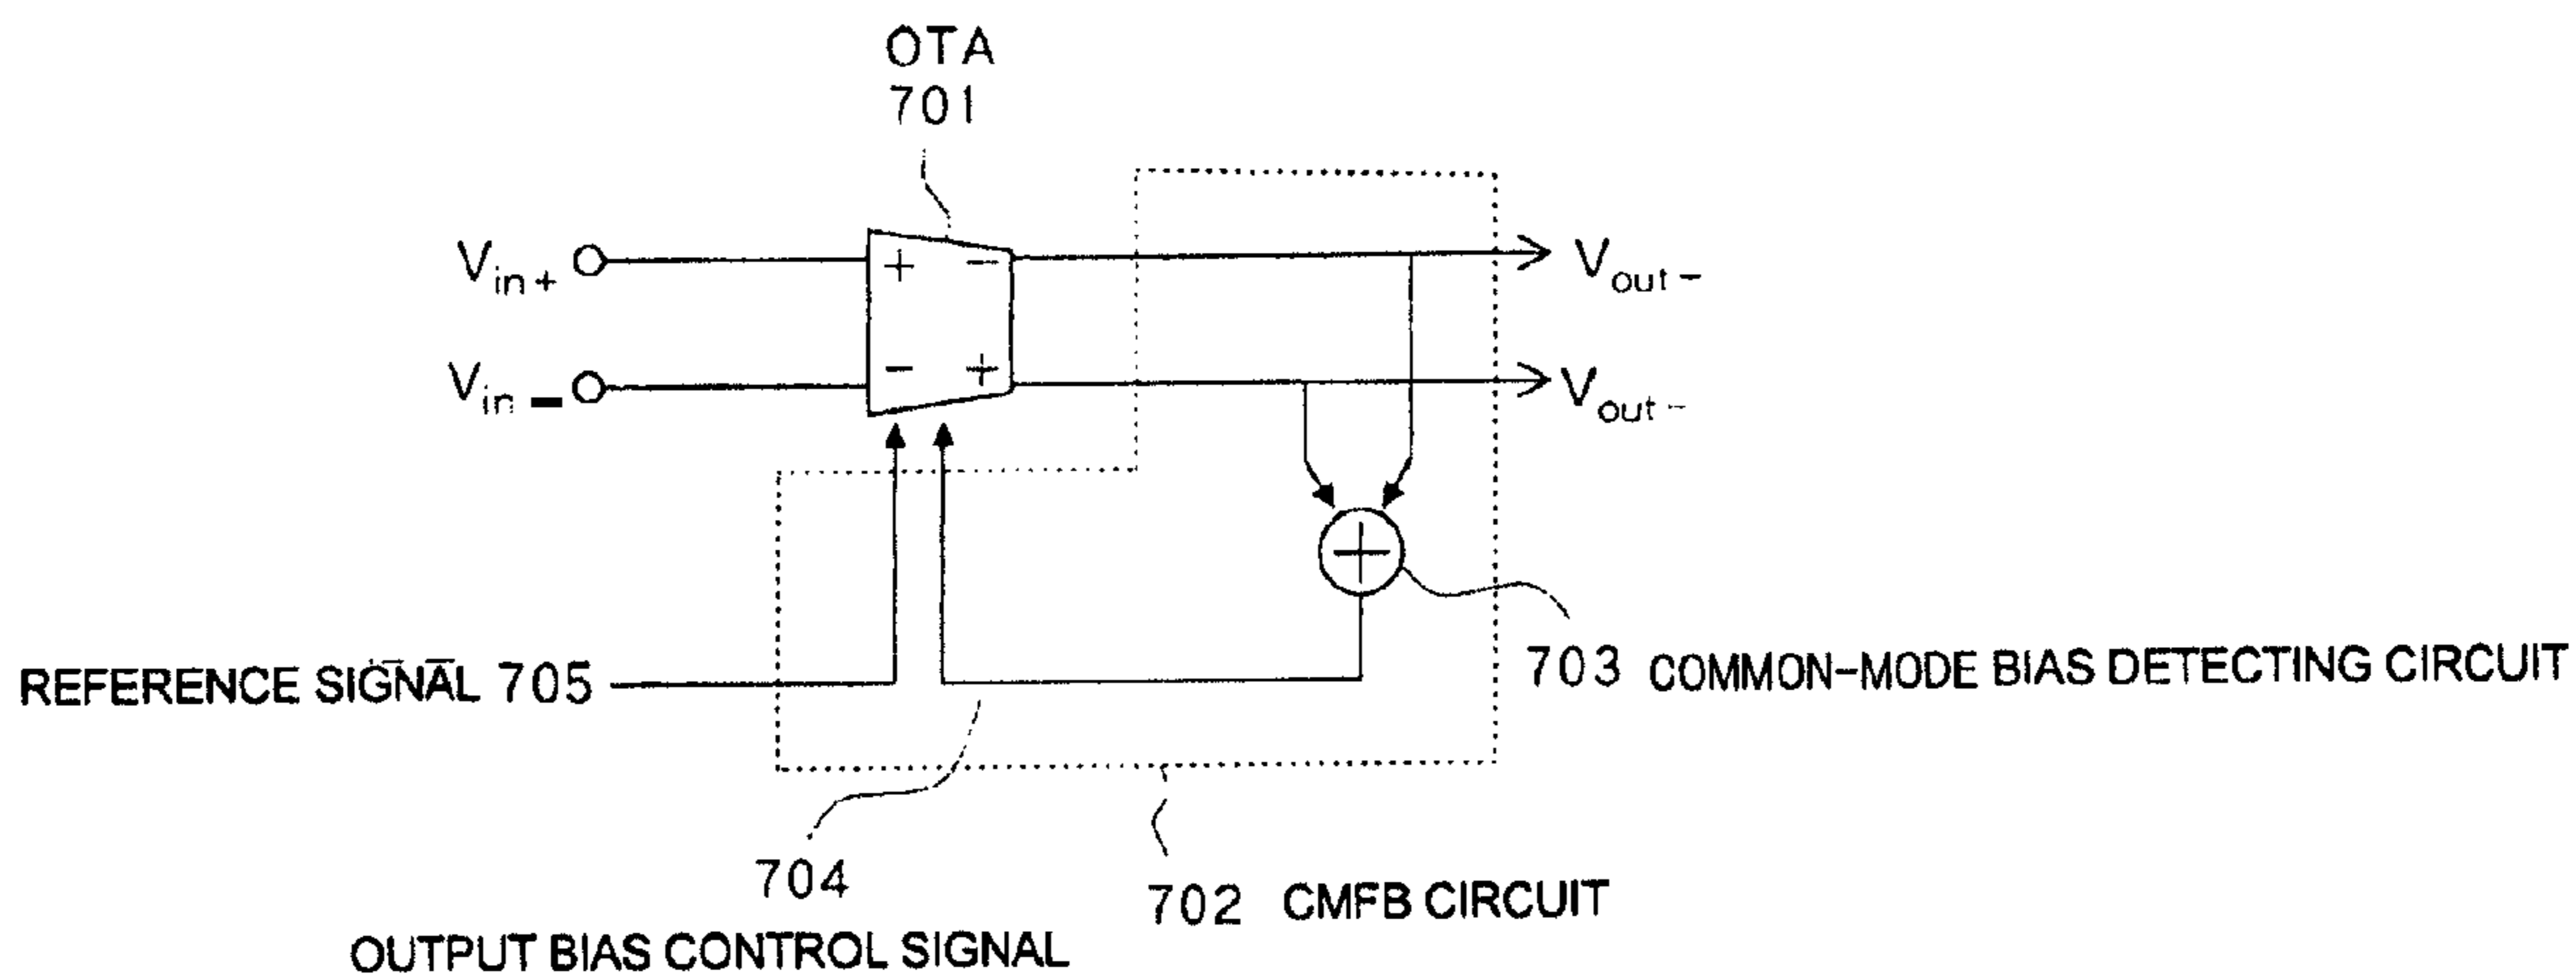 OTA
701
Vin+
+ −
Vout−
Vin−
− +
Vout−
+
REFERENCE SIGNAL 705
703 COMMON-MODE BIAS DETECTING CIRCUIT
704
OUTPUT BIAS CONTROL SIGNAL
702 CMFB CIRCUIT